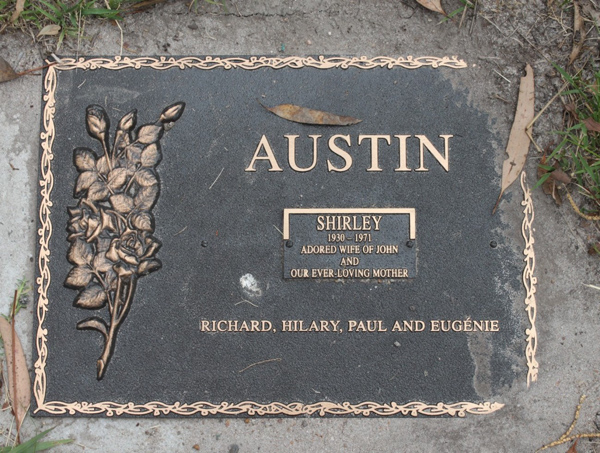 AUSTIN
SHIRLEY
1930 - 1971
ADORED WIFE OF JOHN
AND
OUR EVER-LOVING MOTHER
RICHARD, HILARY, PAUL AND EUGÉNIE